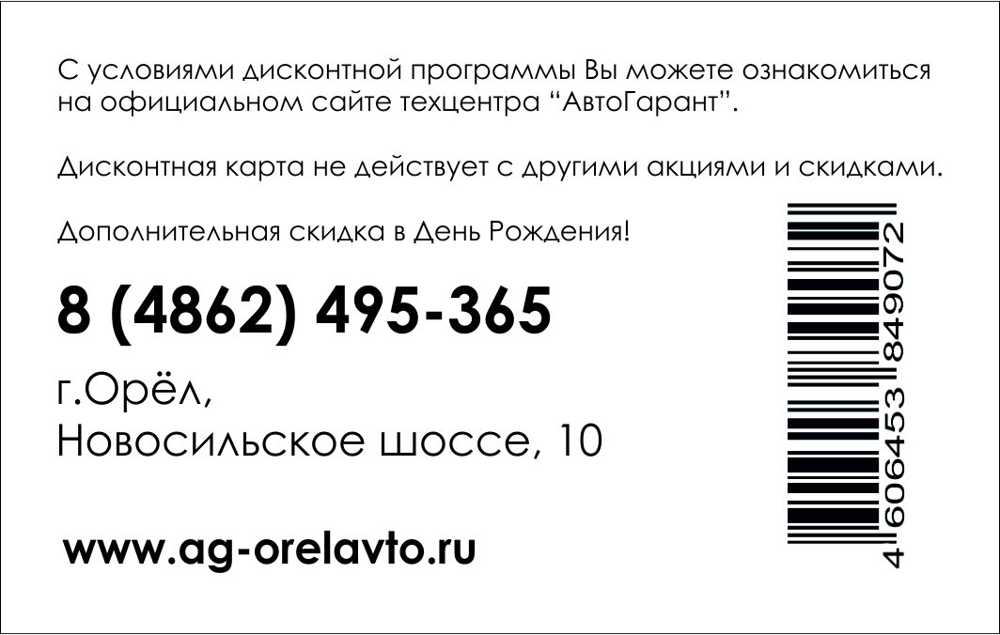 С условиями дисконтной программы Вы можете ознакомиться
на официальном сайте техцентра “АвтоГарант”.
Дисконтная карта не действует с другими акциями и скидками.
Дополнительная скидка в День Рождения!
8 (4862) 495-365
г.Орёл,
Новосильское шоссе, 10
www.ag-orelavto.ru
4 606453 849072